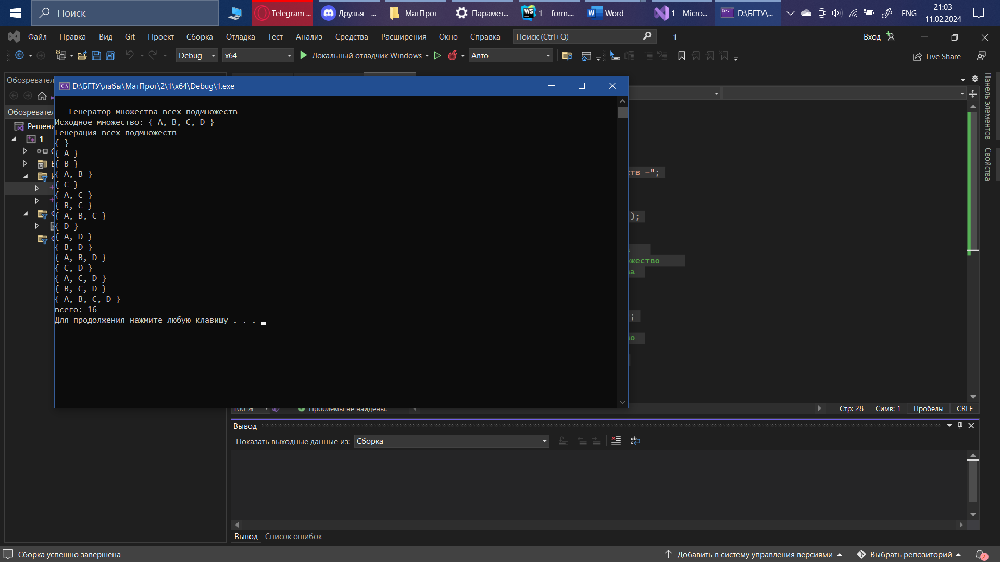 Поиск
Telegram ...
Друзья - ...
МатПрог
Парамет...
1 – form....
Word
1 - Micro...
D:\БГТУ\...
ENG
21:03
11.02.2024
Файл
Правка
Вид
Git
Проект
Сборка
Отладка
Тест
Анализ
Средства
Расширения
Окно
Справка
Поиск (Ctrl+Q)
1
Вход
Debug
x64
Локальный отладчик Windows
Авто
Live Share
Обозревател
D:\БГТУ\лабы\МатПрог\2\1\x64\Debug\1.exe
Обозревател
Решени
1
- Генератор множества всех подмножеств -
Исходное множество: { A, B, C, D }
Генерация всех подмножеств
{ }
{ A }
{ B }
{ A, B }
{ C }
{ A, C }
{ B, C }
{ A, B, C }
{ D }
{ A, D }
{ B, D }
{ A, B, D }
{ C, D }
{ A, C, D }
{ B, C, D }
{ A, B, C, D }
всего: 16
Для продолжения нажмите любую клавишу . . .
ств -";
);
ожество
ва
);
во
Панель элементов
Свойства
100 %
Проблемы не найдены.
Стр: 28
Симв: 1
Пробелы
CRLF
Вывод
Показать выходные данные из:
Сборка
Вывод
Список ошибок
Сборка успешно завершена
Добавить в систему управления версиями
Выбрать репозиторий
2